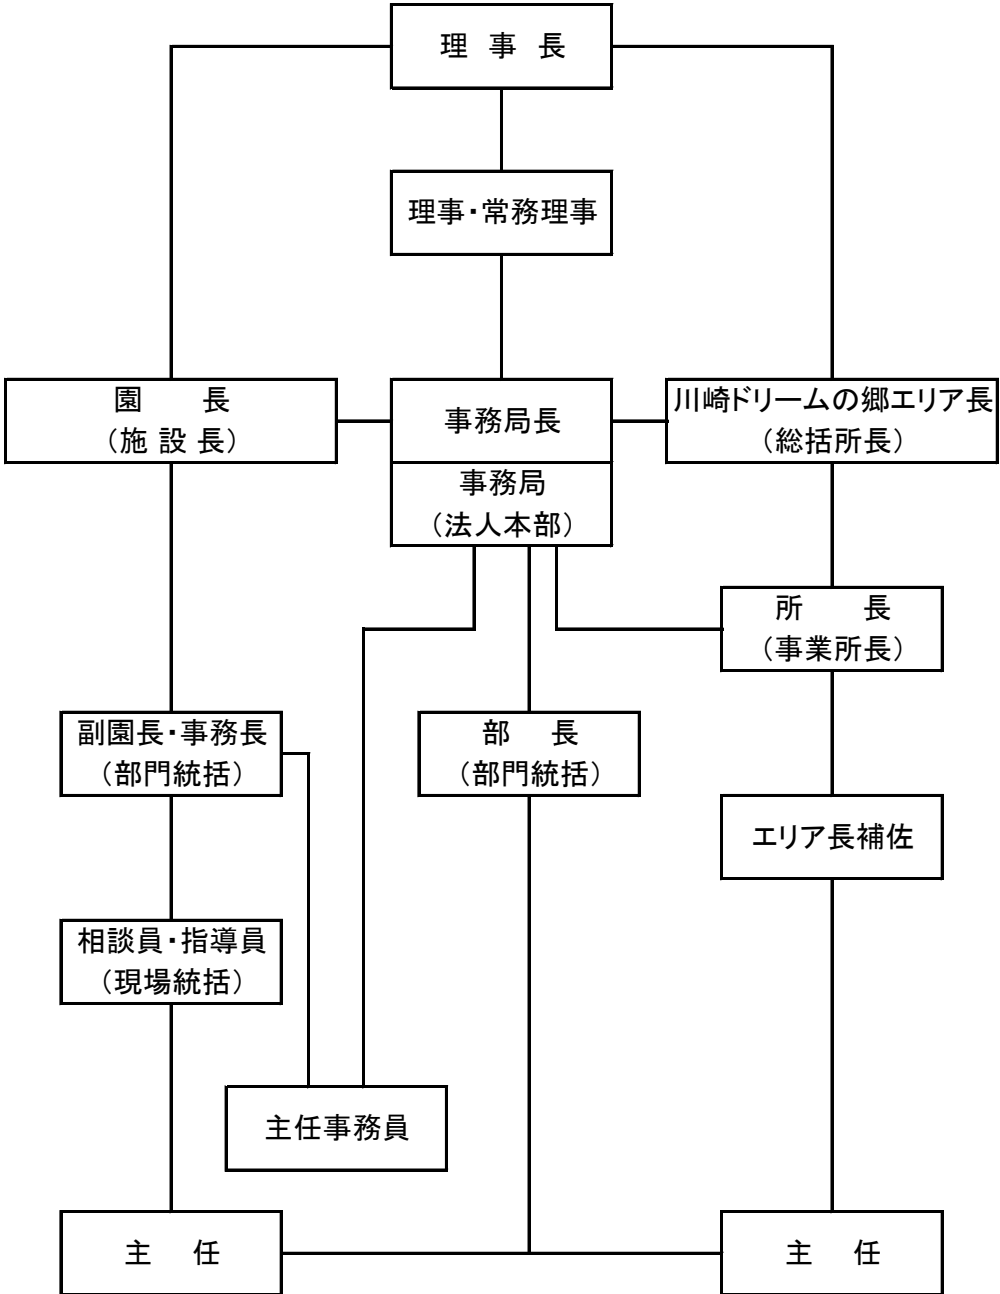 理 事 長
理事・常務理事
園 長
（施 設 長）
事務局長
川崎ドリームの郷エリア長
（総括所長）
事務局
（法人本部）
所 長
（事業所長）
副園長・事務長
（部門統括）
部 長
（部門統括）
エリア長補佐
相談員・指導員
（現場統括）
主任事務員
主 任
主 任